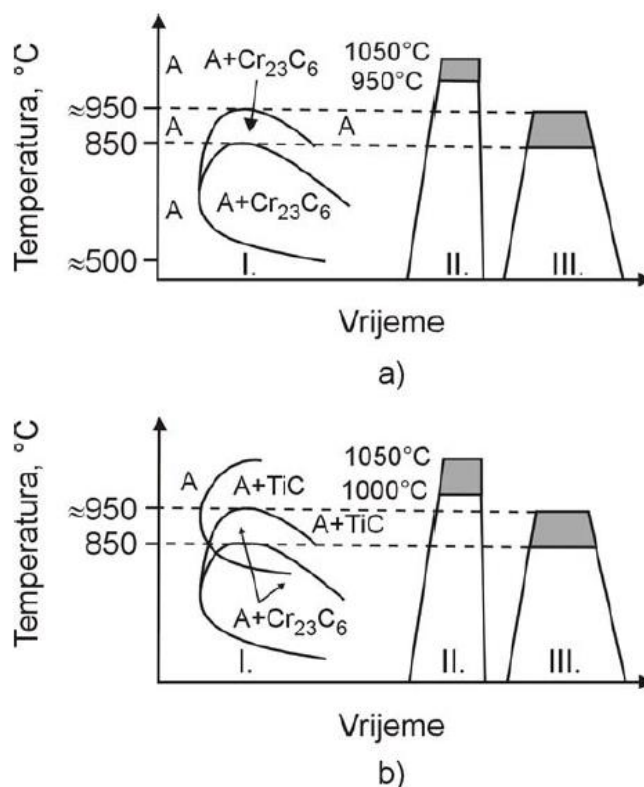 Temperatura, °C
A
A+Cr23C6
1050°C
950°C
≈950
A
A
850
A
A+Cr23C6
≈500
I.
II.
III.
Vrijeme
a)
Temperatura, °C
A
A+TiC
1050°C
1000°C
≈950
A+TiC
850
A+Cr23C6
I.
II.
III.
Vrijeme
b)